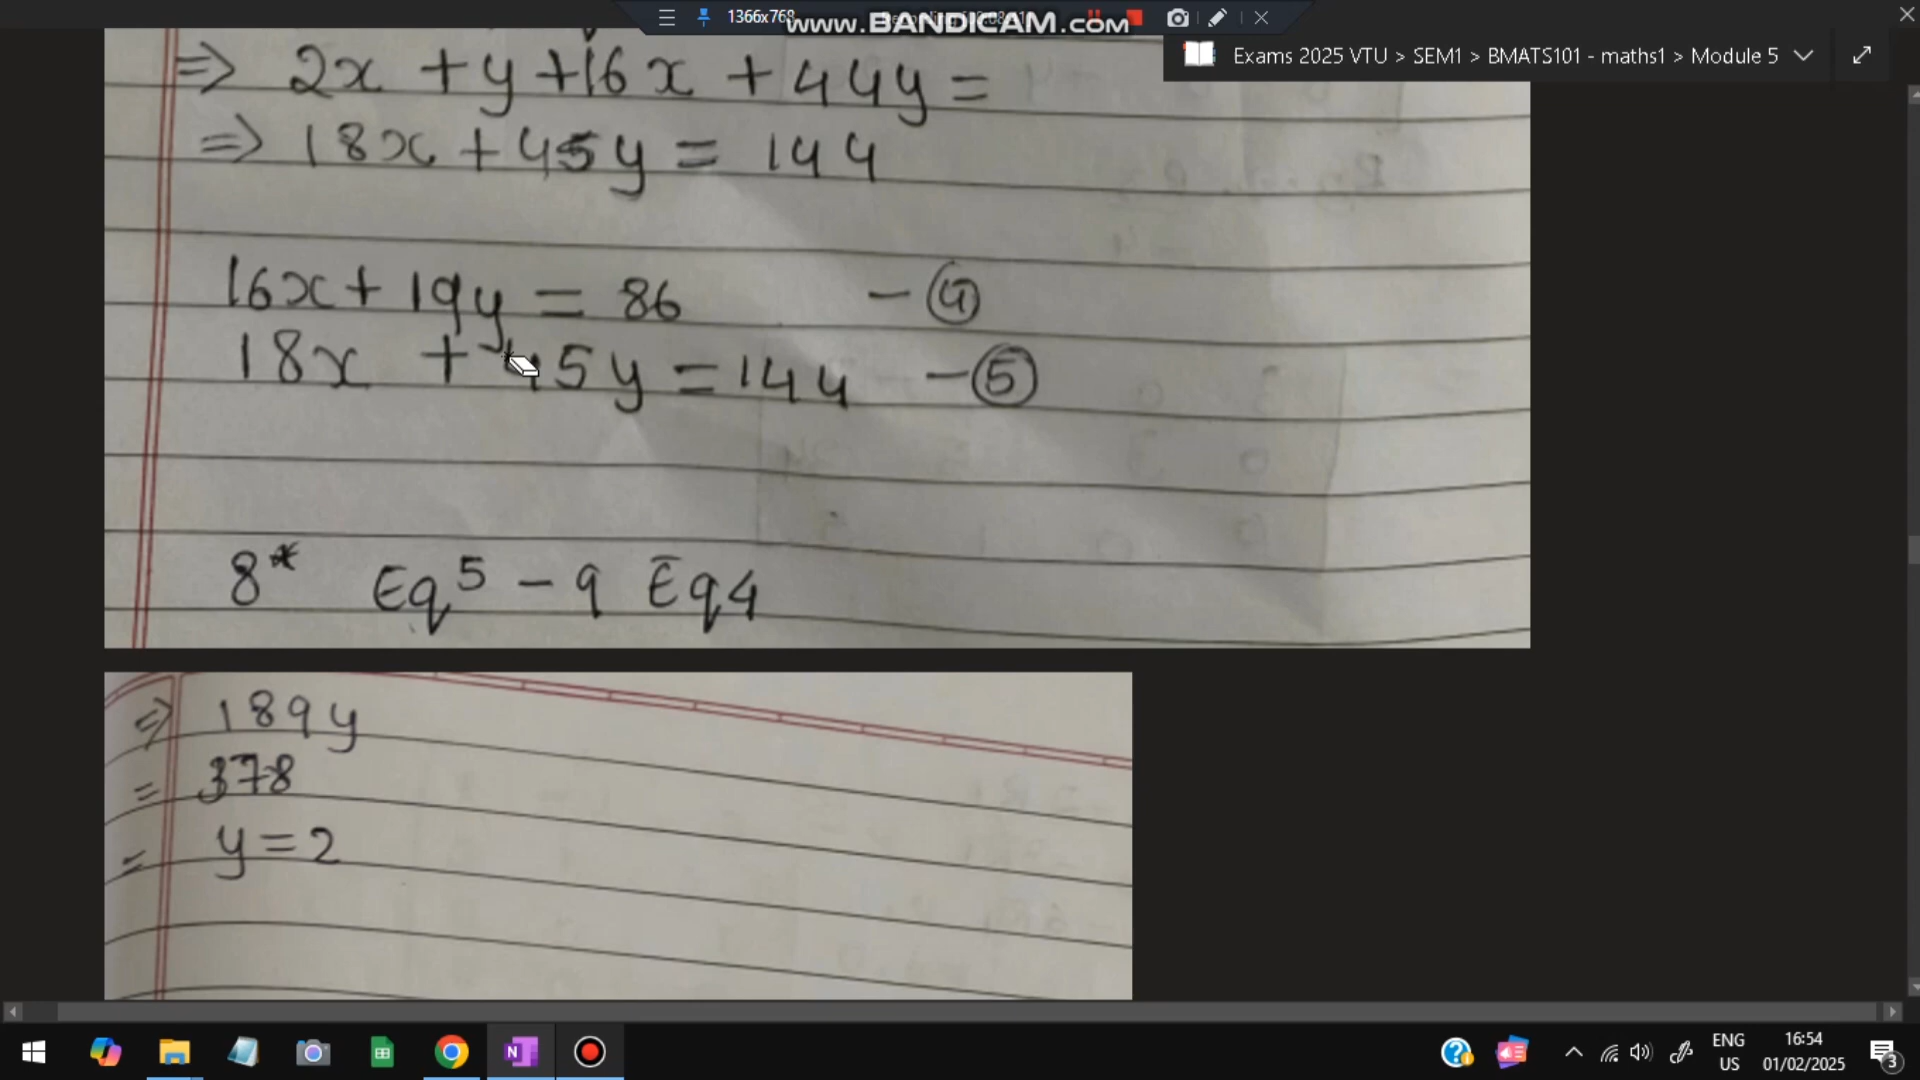 1366x768
www.BANDICAM.com
Exams 2025 VTU > SEM1 > BMATS101 - maths1 > Module 5
=> 2x + y + 16x + 44y =
=> 18x + 45y = 144
16x + 19y = 86 - ④
18x + 45y = 144 - ⑤
8* Eq5 - 9 Eq4
=> 189y
= 378
= y = 2
ENG
US
16:54
01/02/2025
3